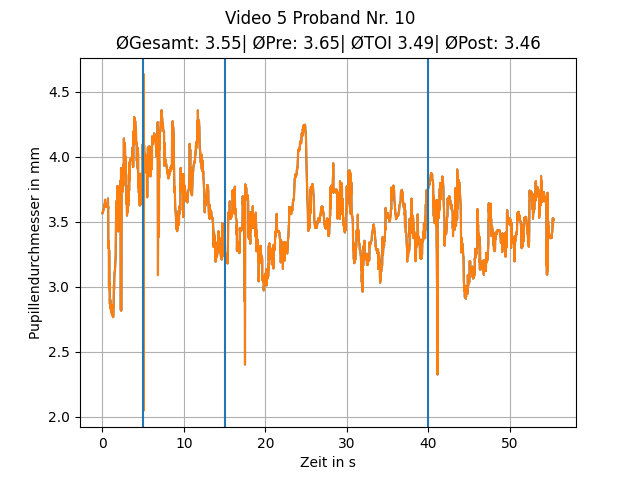 Video 5 Proband Nr. 10
ØGesamt: 3.55| ØPre: 3.65| ØTOI 3.49| ØPost: 3.46
Pupillendurchmesser in mm
4.5
4.0
3.5
3.0
2.5
2.0
0 10 20 30 40 50
Zeit in s